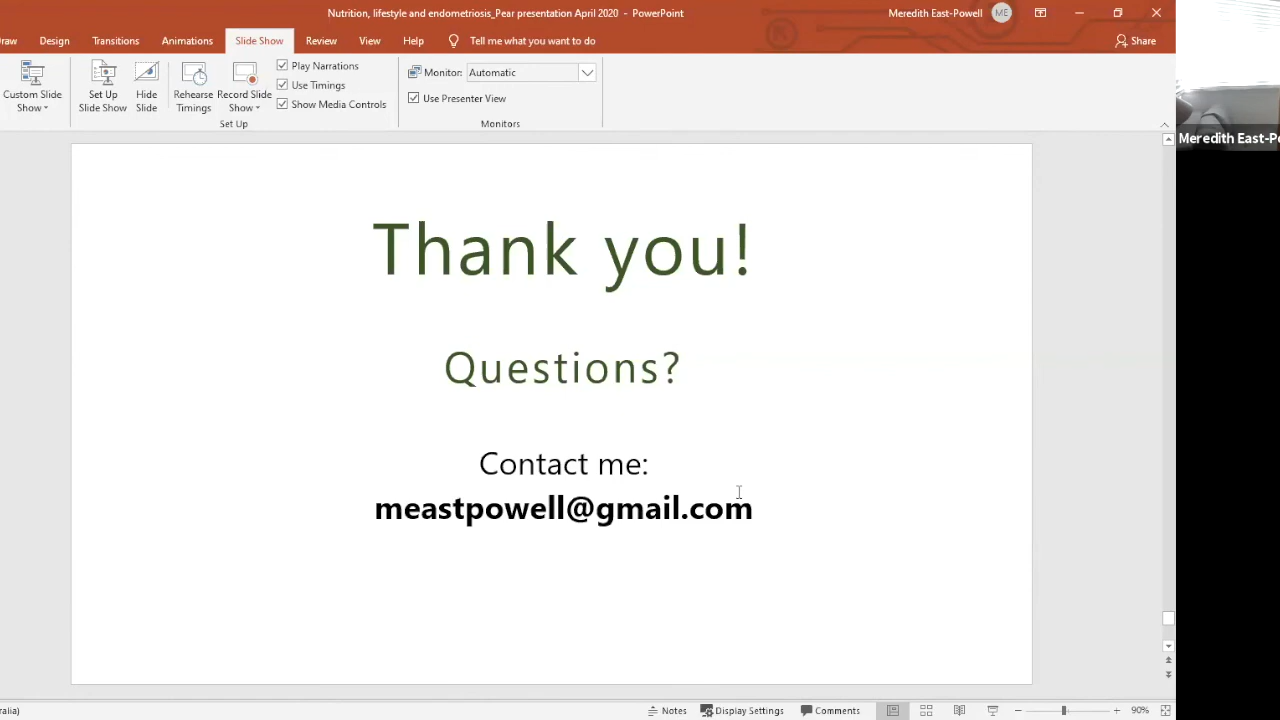 Nutrition, lifestyle and endometriosis_Pear presentation April 2020 - PowerPoint
Meredith East-Powell ME
raw Design Transitions Animations Slide Show Review View Help Tell me what you want to do Share
Custom Slide Show
Set Up Slide Show
Hide Slide
Rehearse Timings
Record Slide Show
Play Narrations
Use Timings
Show Media Controls
Set Up
Monitor: Automatic
Use Presenter View
Monitors
Meredith East-Po
Thank you!
Questions?
Contact me:
meastpowell@gmail.com
ralia) Notes Display Settings Comments 90%